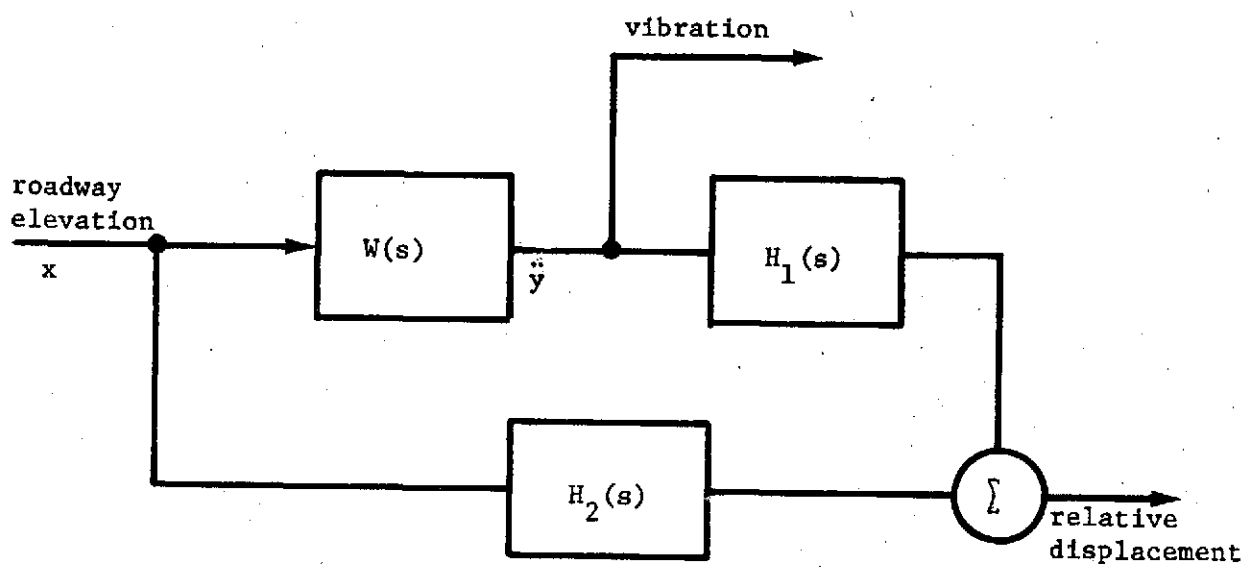 vibration
roadway
elevation
x
W(s)
ÿ
H₁(s)
H₂(s)
Σ
relative
displacement